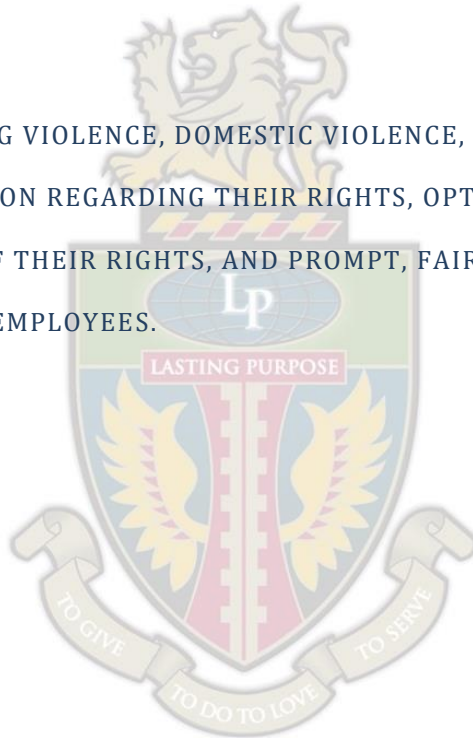 G VIOLENCE, DOMESTIC VIOLENCE,
ON REGARDING THEIR RIGHTS, OPT
F THEIR RIGHTS, AND PROMPT, FAIR
EMPLOYEES.
LP
LASTING PURPOSE
TO GIVE
TO DO TO LOVE
TO SERVE